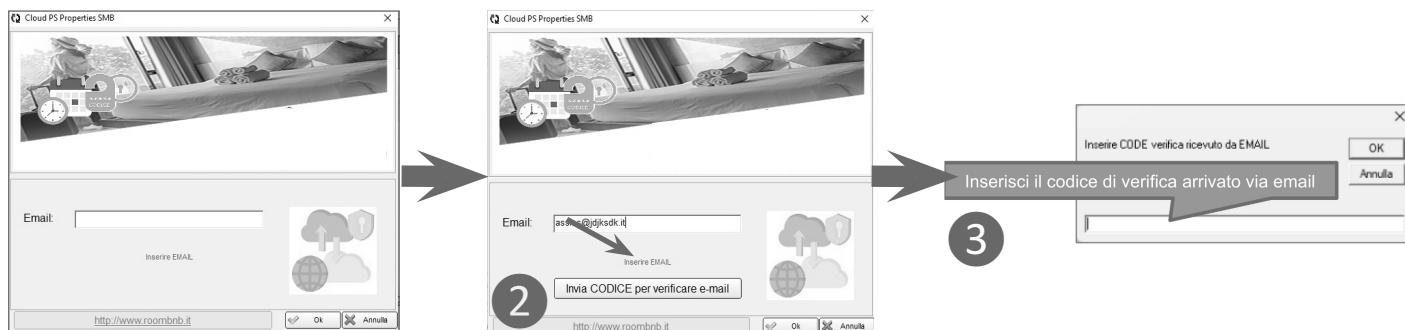 Cloud PS Properties SMB
CODICE
Email:
Inserire EMAIL
http://www.roombnb.it
Ok
Annulla
Cloud PS Properties SMB
CODICE
Email:
Inserire EMAIL
Invia CODICE per verificare e-mail
2
http://www.roombnb.it
Ok
Annulla
Inserire CODE verifica ricevuto da EMAIL
OK
Annulla
Inserisci il codice di verifica arrivato via email
3